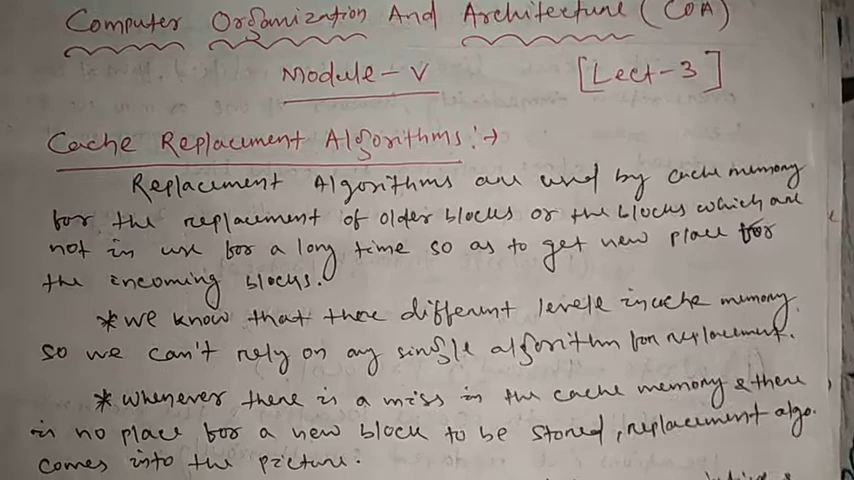 Computer Organization And Architecture (COA)
Module - V [Lect-3]
Cache Replacement Algorithms:→
Replacement Algorithms are used by cache memory
for the replacement of older blocks or the blocks which are
not in use for a long time so as to get new place for
the incoming blocks.
*we know that there different levels in cache memory,
so we can't rely on any single algorithm for replacement.
*whenever there is a miss in the cache memory & there
is no place for a new block to be stored, replacement algo.
comes into the picture.